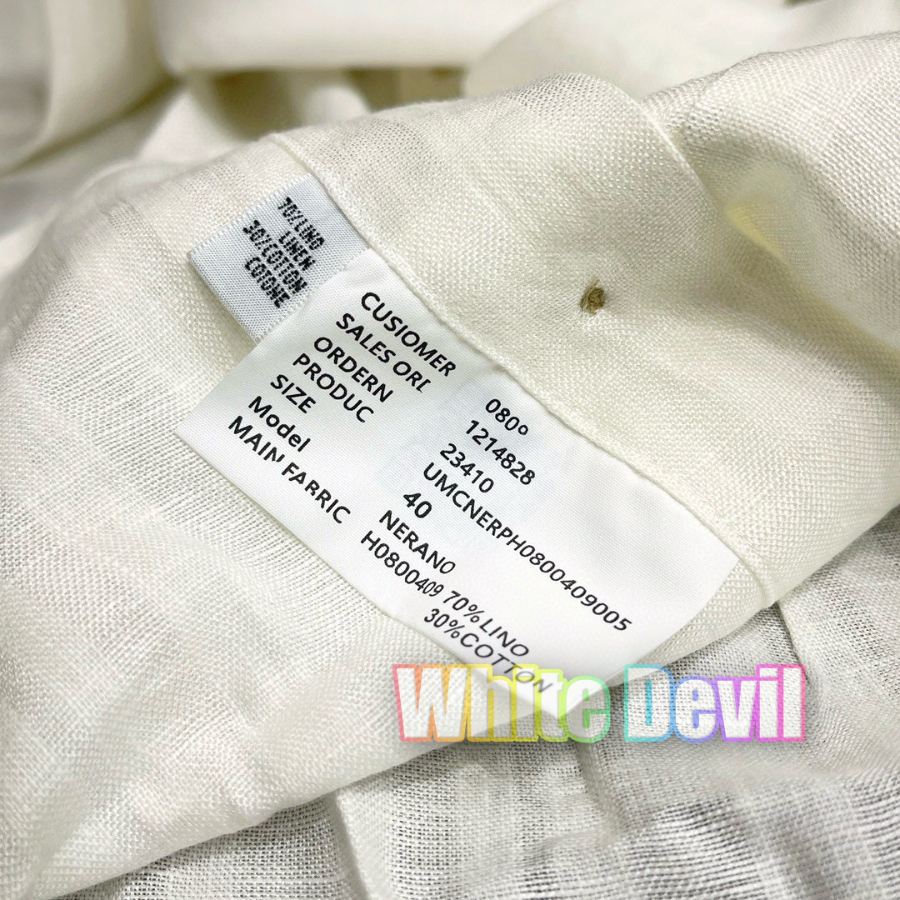 70%LINO
LINEN
30%COTTON
COTONE
CUSIOMER 080º
SALES ORI 1214828
ORDERN 23410
PRODUC UMCNERPH0800409005
SIZE 40
Model NERANO
MAIN FARRIC H0800409 70%LINO
30%COTTON
White Devil